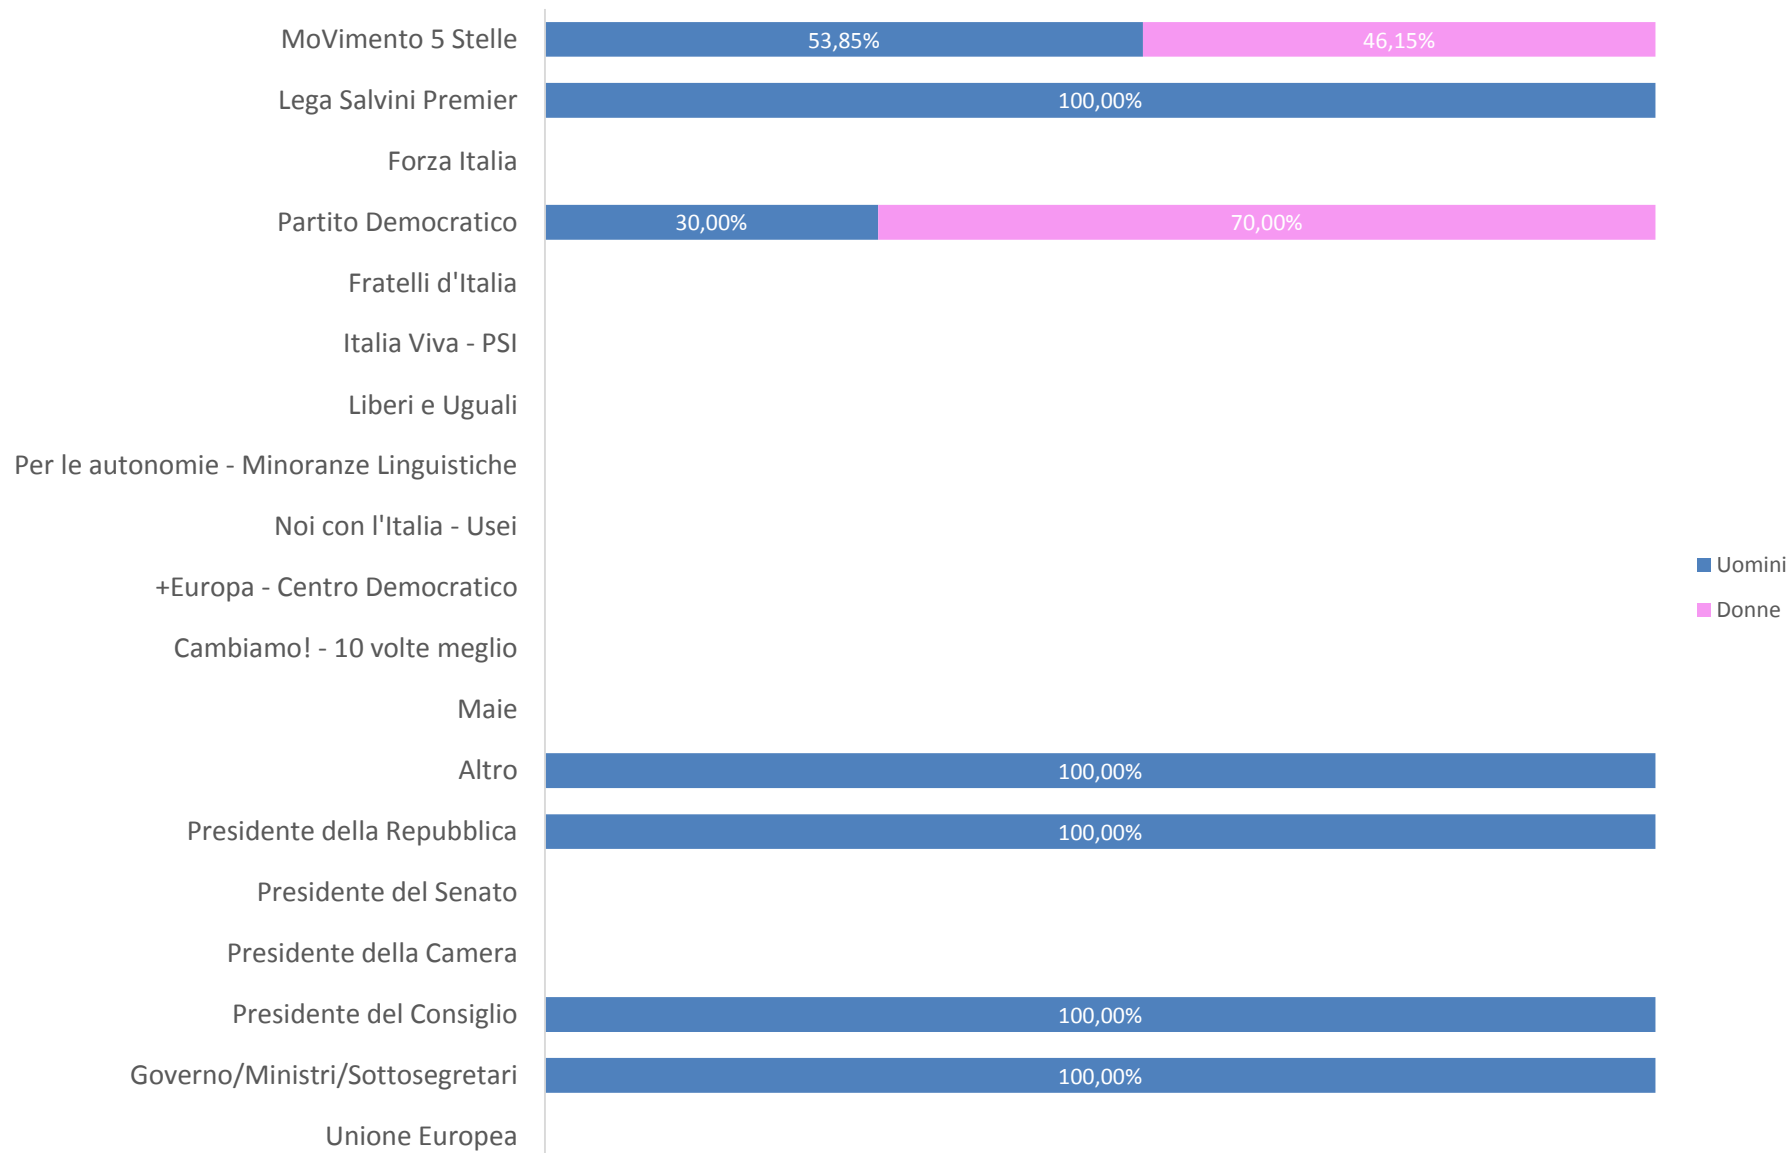 MoVimento 5 Stelle 53,85% 46,15%
Lega Salvini Premier 100,00%
Forza Italia
Partito Democratico 30,00% 70,00%
Fratelli d'Italia
Italia Viva - PSI
Liberi e Uguali
Per le autonomie - Minoranze Linguistiche
Noi con l'Italia - Usei
+Europa - Centro Democratico
Cambiamo! - 10 volte meglio
Maie
Altro 100,00%
Presidente della Repubblica 100,00%
Presidente del Senato
Presidente della Camera
Presidente del Consiglio 100,00%
Governo/Ministri/Sottosegretari 100,00%
Unione Europea
Uomini
Donne